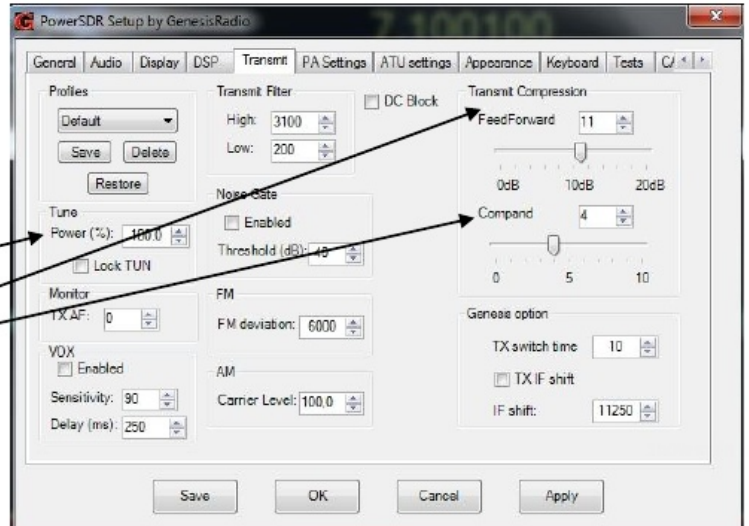 PowerSDR Setup by GenesisRadio
7.100100
General Audio Display DSP Transmit PA Settings ATU settings Appearance Keyboard Tests
Profiles
Default
Save Delete
Restore
Tune
Power (%): 100.0
Lock TUN
Monitor
TX AF: 0
VOX
Enabled
Sensitivity: 90
Delay (ms): 250
Transmit Filter
High: 3100
Low: 200
Noise Gate
Enabled
Threshold (dB):
FM
FM deviation: 6000
AM
Carrier Level: 100,0
DC Block
Transmit Compression
FeedForward 11
0dB 10dB 20dB
Compand 4
0 5 10
Genesis option
TX switch time 10
TX IF shift
IF shift: 11250
Save OK Cancel Apply